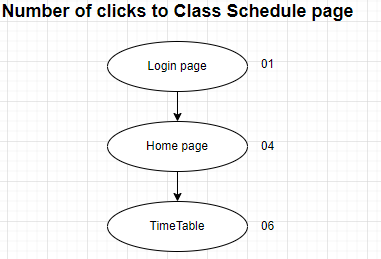 Number of clicks to Class Schedule page
Login page 01
Home page 04
TimeTable 06